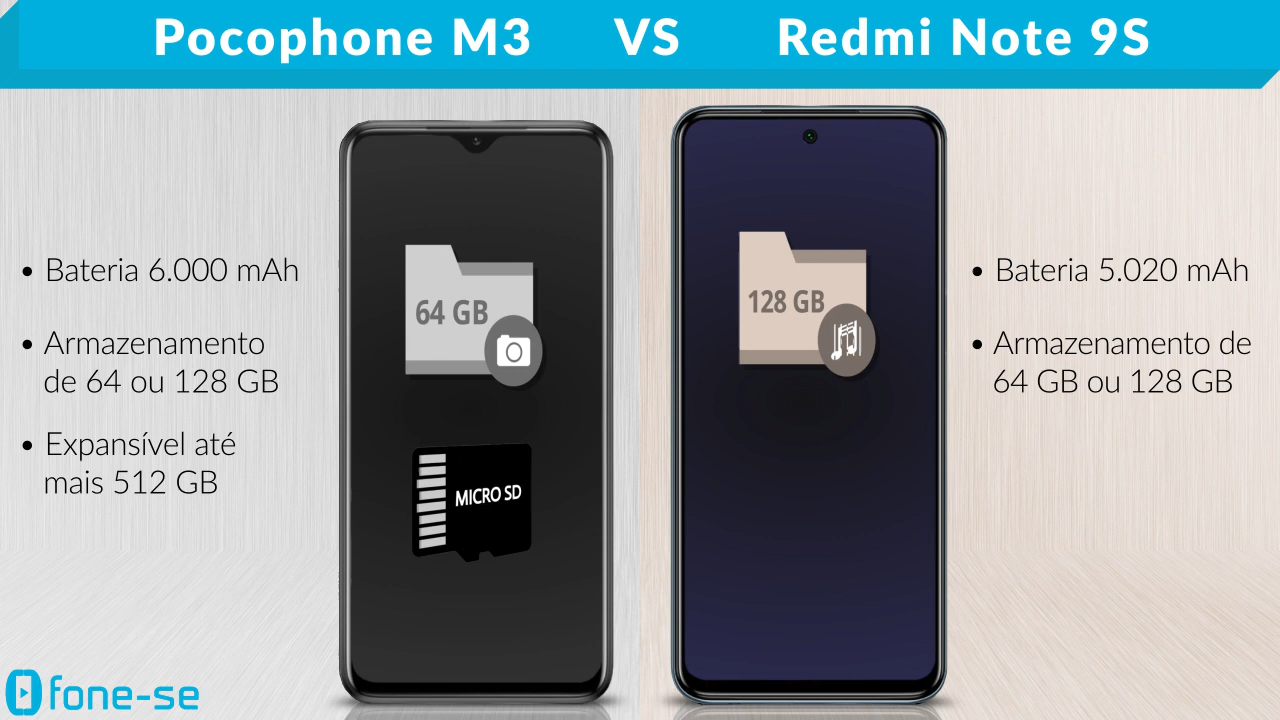 Pocophone M3 VS Redmi Note 9S
• Bateria 6.000 mAh
• Armazenamento
de 64 ou 128 GB
• Expansível até
mais 512 GB
64 GB
MICRO SD
128 GB
• Bateria 5.020 mAh
• Armazenamento de
64 GB ou 128 GB
fone-se